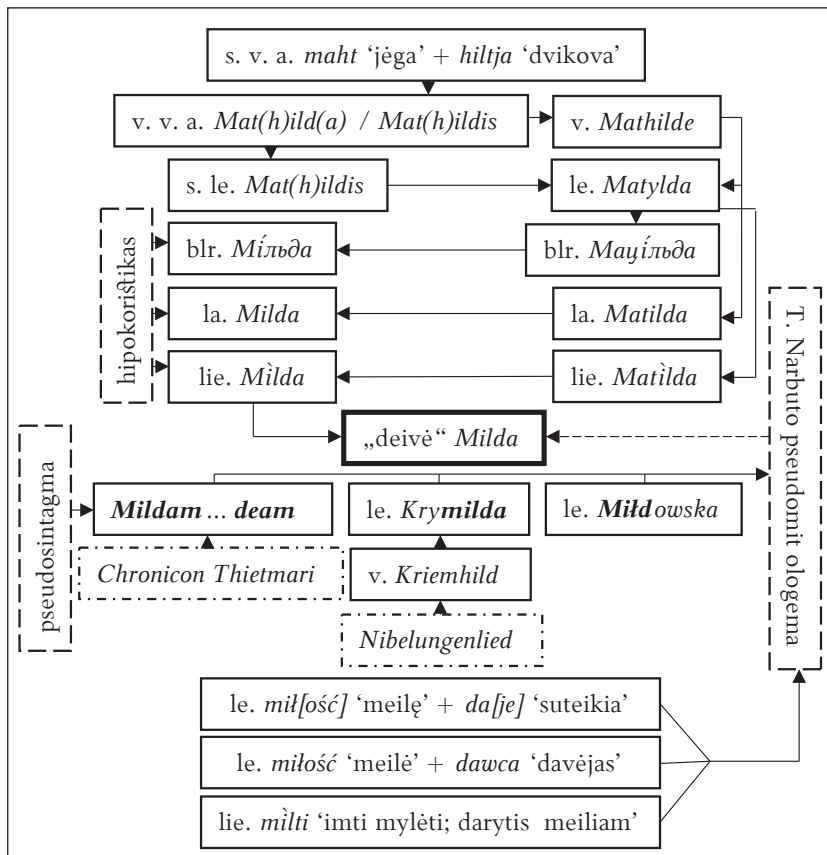 s. v. a. maht ‘jėga’ + hiltja ‘dvikova’
v. v. a. Mat(h)ild(a) / Mat(h)ildis
v. Mathilde
s. le. Mat(h)ildis
le. Matylda
hipokoristikas
blr. Мі́льда
blr. Маці́льда
la. Milda
la. Matilda
lie. Mìlda
lie. Matìlda
T. Narbuto pseudomit ologema
„deivė“ Milda
pseudosintagma
Mildam ... deam
le. Krymilda
le. Miłdowska
Chronicon Thietmari
v. Kriemhild
Nibelungenlied
le. mił[ość] ‘meilę’ + da[je] ‘suteikia’
le. miłość ‘meilė’ + dawca ‘davėjas’
lie. mìlti ‘imti mylėti; darytis meiliam’